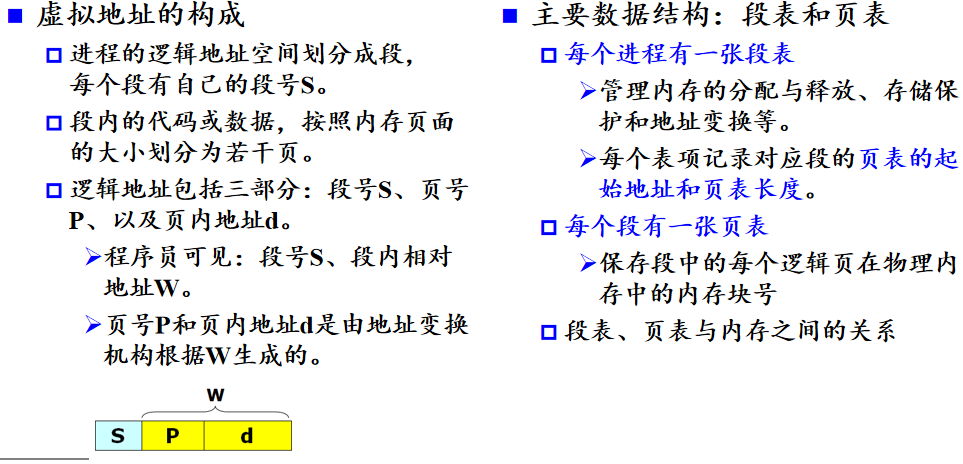 虚拟地址的构成
进程的逻辑地址空间划分成段，
每个段有自己的段号S。
段内的代码或数据，按照内存页面
的大小划分为若干页。
逻辑地址包括三部分：段号S、页号
P、以及页内地址d。
程序员可见：段号S、段内相对
地址W。
页号P和页内地址d是由地址变换
机构根据W生成的。
W
S P d
主要数据结构：段表和页表
每个进程有一张段表
管理内存的分配与释放、存储保
护和地址变换等。
每个表项记录对应段的页表的起
始地址和页表长度。
每个段有一张页表
保存段中的每个逻辑页在物理内
存中的内存块号
段表、页表与内存之间的关系